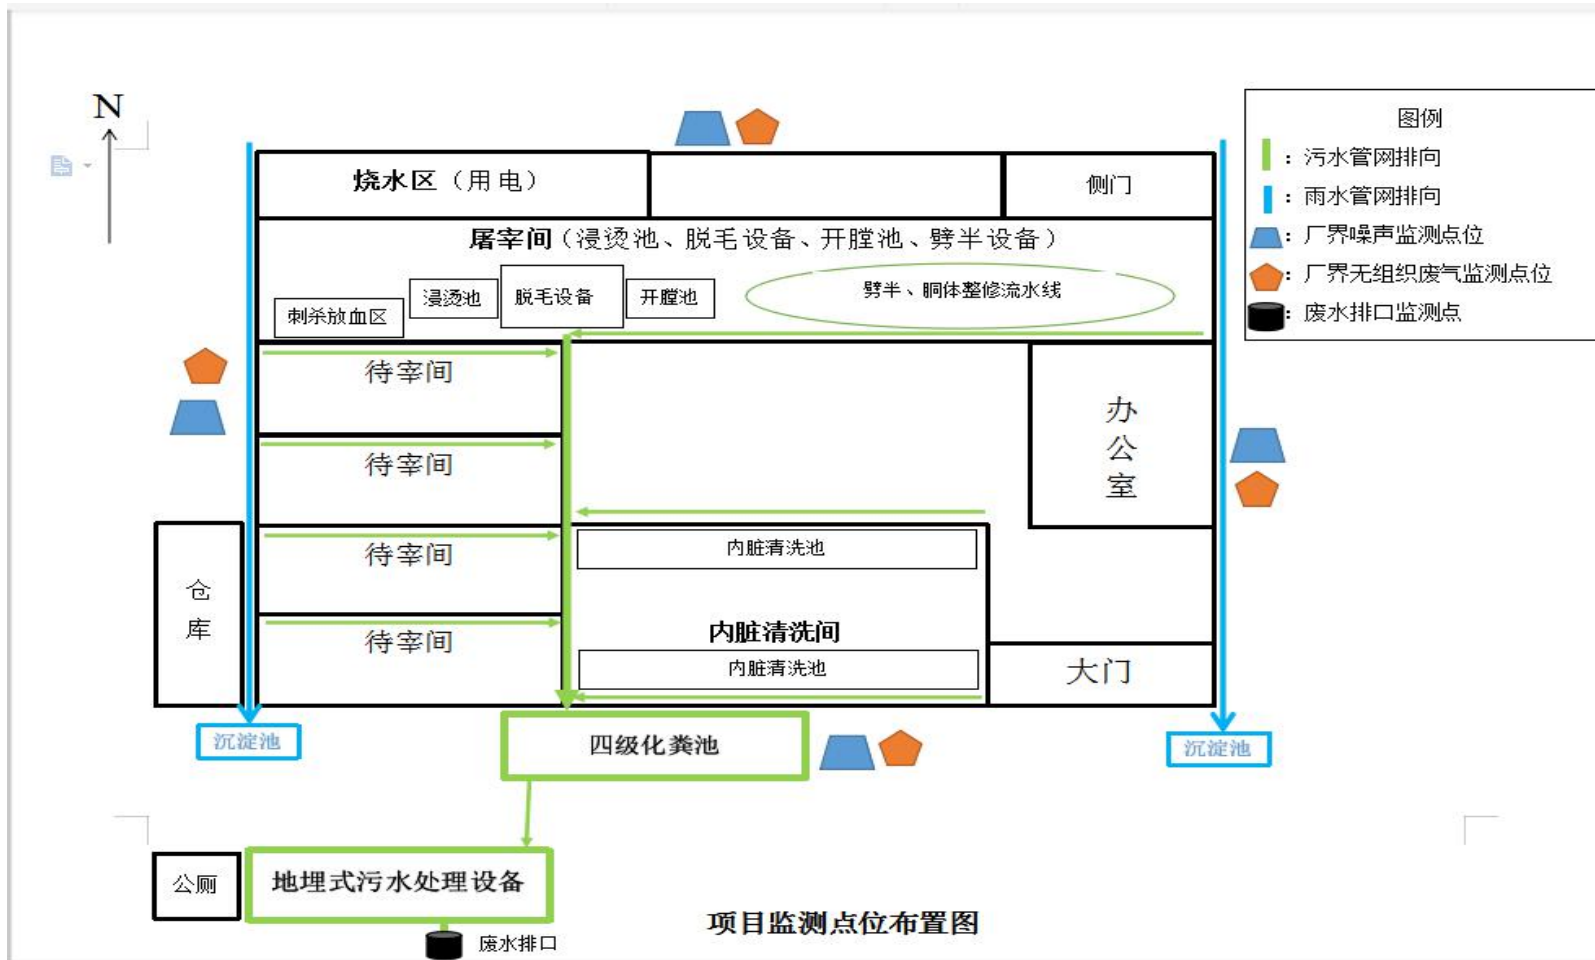 N
图例
：污水管网排向
：雨水管网排向
：厂界噪声监测点位
：厂界无组织废气监测点位
：废水排口监测点
烧水区（用电）
侧门
屠宰间（浸烫池、脱毛设备、开膛池、劈半设备）
刺杀放血区
浸烫池
脱毛设备
开膛池
劈半、胴体整修流水线
待宰间
待宰间
待宰间
待宰间
办
公
室
内脏清洗池
内脏清洗间
内脏清洗池
仓
库
大门
沉淀池
四级化粪池
沉淀池
公厕
地埋式污水处理设备
废水排口
项目监测点位布置图